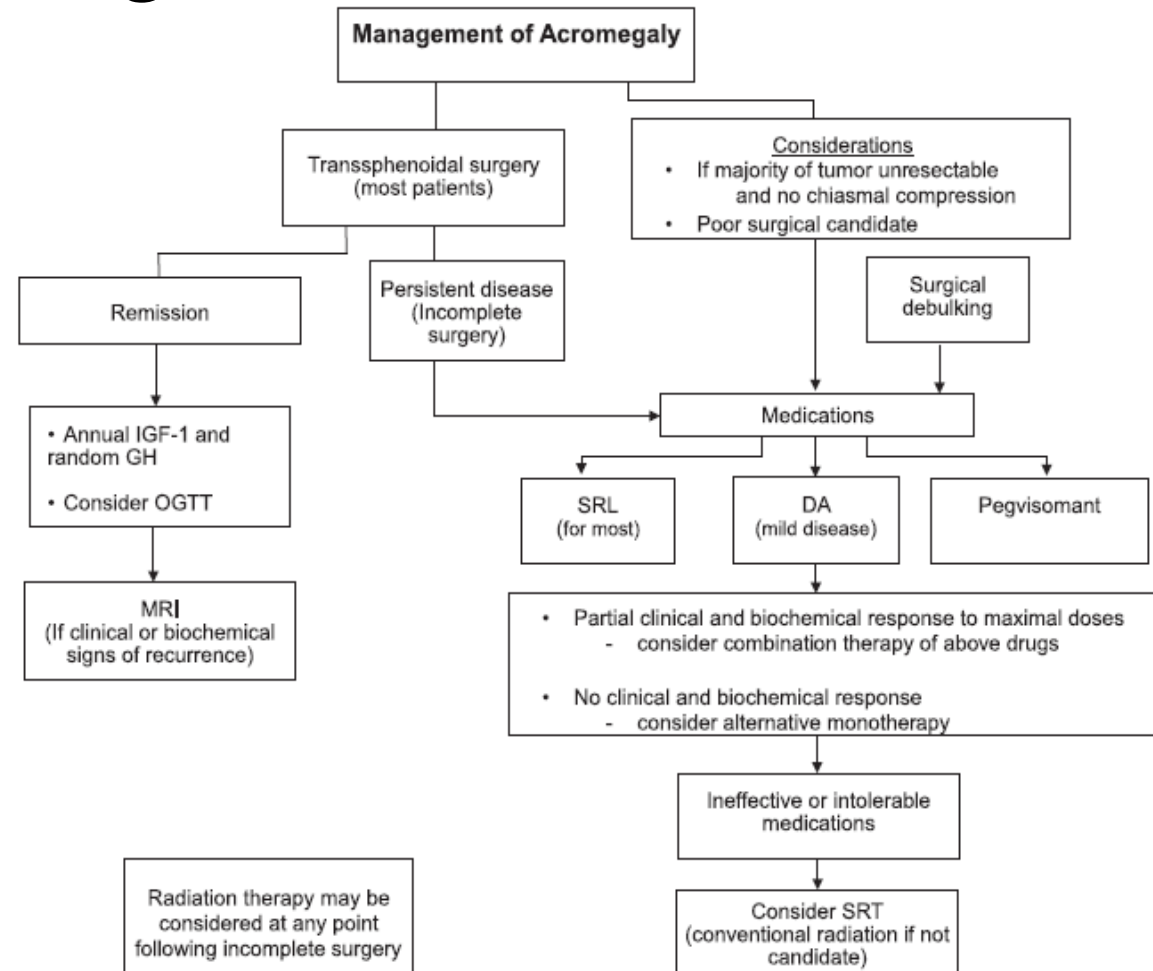 Management of Acromegaly
Transsphenoidal surgery
(most patients)
Considerations
• If majority of tumor unresectable
and no chiasmal compression
• Poor surgical candidate
Remission
Persistent disease
(Incomplete
surgery)
Surgical
debulking
• Annual IGF-1 and
random GH
• Consider OGTT
Medications
SRL
(for most)
DA
(mild disease)
Pegvisomant
MRI
(If clinical or biochemical
signs of recurrence)
• Partial clinical and biochemical response to maximal doses
- consider combination therapy of above drugs
• No clinical and biochemical response
- consider alternative monotherapy
Ineffective or intolerable
medications
Radiation therapy may be
considered at any point
following incomplete surgery
Consider SRT
(conventional radiation if not
candidate)